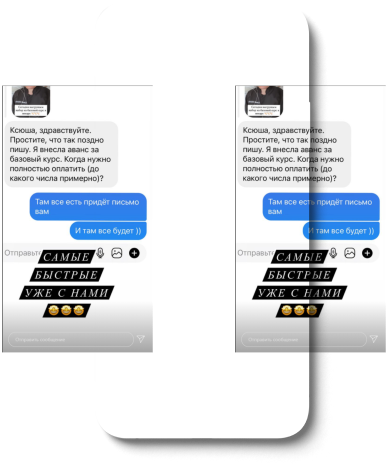 Ксюша, здравствуйте.
Простите, что так поздно
пишу. Я внесла аванс за
базовый курс. Когда нужно
полностью оплатить (до
какого числа примерно)?
Там все есть придёт письмо
вам
И там все будет ))
Отправьте
САМЫЕ
БЫСТРЫЕ
УЖЕ С НАМИ
Отправить сообщение
Ксюша, здравствуйте.
Простите, что так поздно
пишу. Я внесла аванс за
базовый курс. Когда нужно
полностью оплатить (до
какого числа примерно)?
Там все есть придёт письмо
вам
И там все будет ))
САМЫЕ
БЫСТРЫЕ
УЖЕ С НАМИ
Отправить сообщение